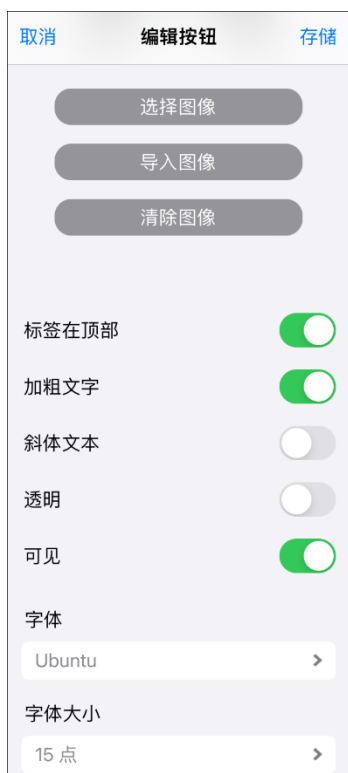 取消 编辑按钮 存储
选择图像
导入图像
清除图像
标签在顶部
加粗文字
斜体文本
透明
可见
字体
Ubuntu
字体大小
15 点